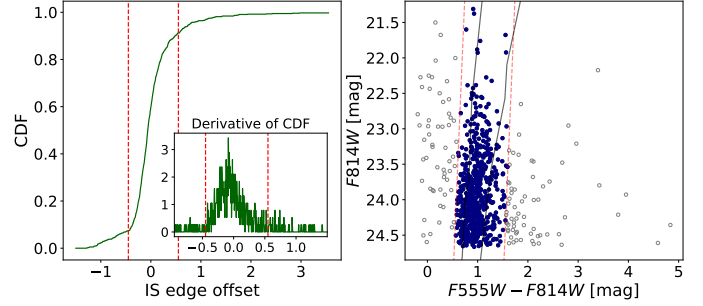 1.0
0.8
0.6
0.4
0.2
0.0
CDF
−1 0 1 2 3
IS edge offset
Derivative of CDF
3
2
1
0
−0.5 0.0 0.5 1.0
21.5
22.0
22.5
23.0
23.5
24.0
24.5
F814W [mag]
0 1 2 3 4 5
F555W − F814W [mag]